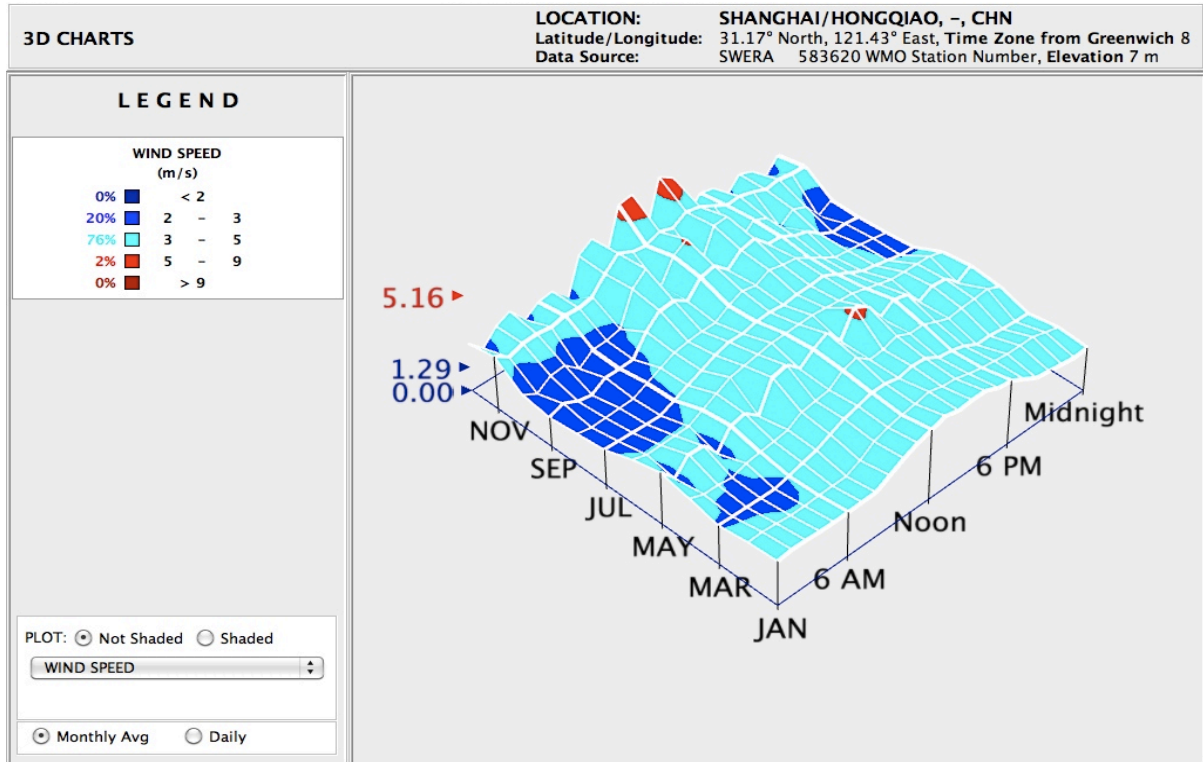 3D CHARTS
LOCATION: SHANGHAI/HONGQIAO, -, CHN
Latitude/Longitude: 31.17° North, 121.43° East, Time Zone from Greenwich 8
Data Source: SWERA 583620 WMO Station Number, Elevation 7 m
LEGEND
WIND SPEED
(m/s)
0% < 2
20% 2 - 3
76% 3 - 5
2% 5 - 9
0% > 9
5.16
1.29
0.00
NOV
SEP
JUL
MAY
MAR
JAN
6 AM
Noon
6 PM
Midnight
PLOT: Not Shaded Shaded
WIND SPEED
Monthly Avg Daily